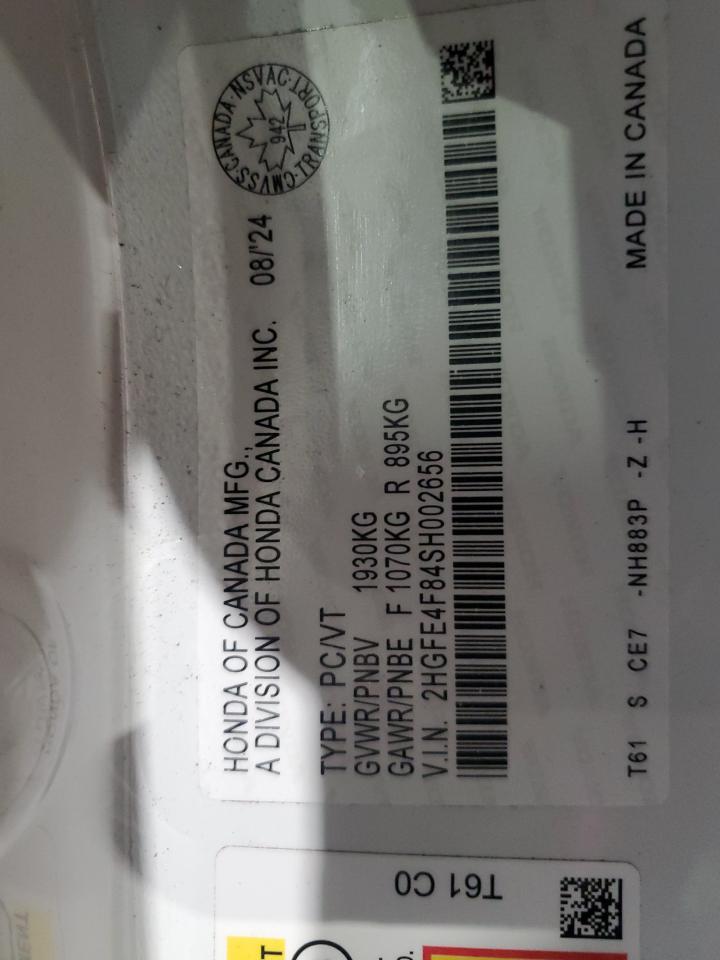 HONDA OF CANADA MFG.,
A DIVISION OF HONDA CANADA INC. 08/'24
CANADA·NSVAC·TRANSPORT·CMVSS·
942
TYPE: PC/VT
GVWR/PNBV 1930KG
GAWR/PNBE F 1070KG R 895KG
V.I.N. 2HGFE4F84SH002656
T61 S CE7 -NH883P -Z -H MADE IN CANADA
T61 C0